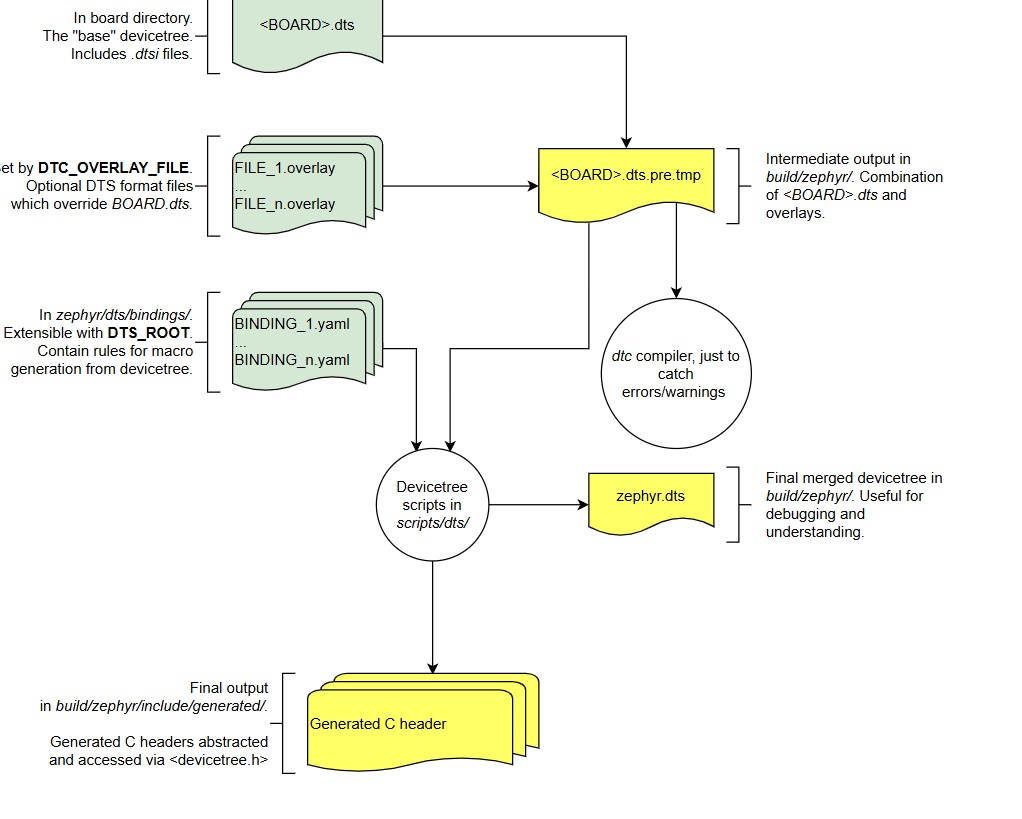 In board directory.
The "base" devicetree.
Includes .dtsi files.
<BOARD>.dts
DTC_OVERLAY_FILE.
by
Optional DTS format files
which override BOARD.dts.
FILE_1.overlay
...
FILE_n.overlay
<BOARD>.dts.pre.tmp
Intermediate output in
build/zephyr/. Combination
of <BOARD>.dts and
overlays.
In zephyr/dts/bindings/.
Extensible with DTS_ROOT.
Contain rules for macro
generation from devicetree.
BINDING_1.yaml
...
BINDING_n.yaml
dtc compiler, just to
catch
errors/warnings
Devicetree
scripts in
scripts/dts/
zephyr.dts
Final merged devicetree in
build/zephyr/. Useful for
debugging and
understanding.
Final output
in build/zephyr/include/generated/.
Generated C headers abstracted
and accessed via <devicetree.h>
Generated C header